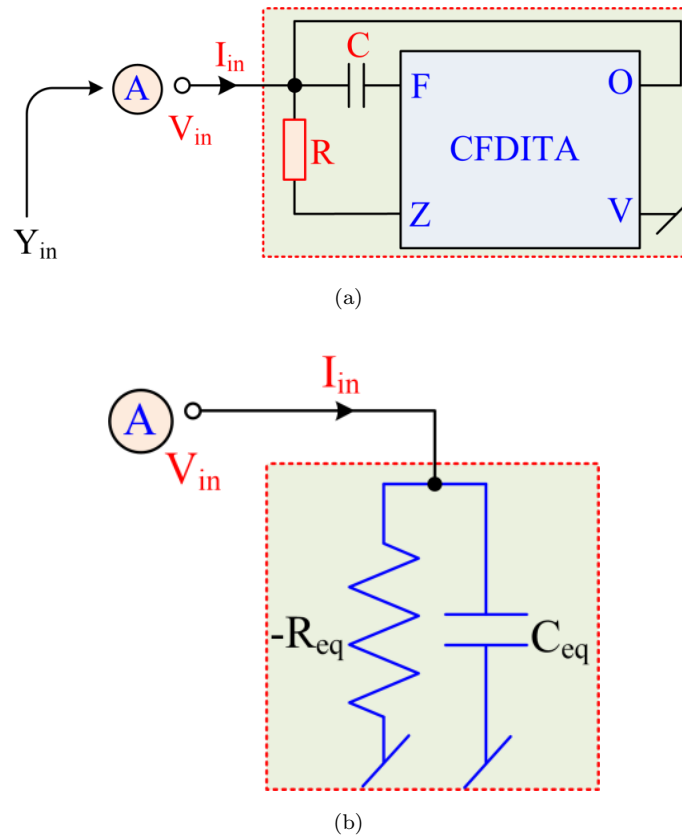 C
I_in
A
F
O
V_in
R
CFDITA
Z
V
Y_in
(a)
I_in
A
V_in
-R_eq
C_eq
(b)